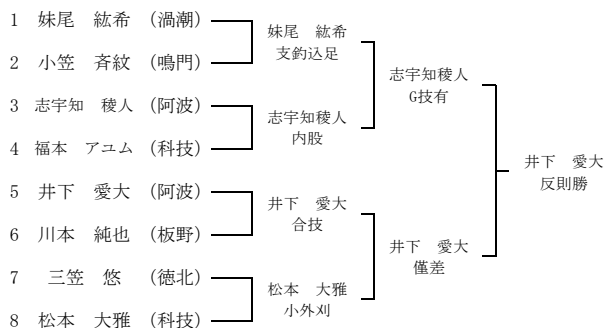 1 妹尾 紘希 (渦潮)
2 小笠 斉紋 (鳴門)
3 志宇知 稜人 (阿波)
4 福本 アユム (科技)
5 井下 愛大 (阿波)
6 川本 純也 (板野)
7 三笠 悠 (徳北)
8 松本 大雅 (科技)
妹尾 紘希
支釣込足
志宇知稜人
内股
井下 愛大
合技
松本 大雅
小外刈
志宇知稜人
G技有
井下 愛大
僅差
井下 愛大
反則勝